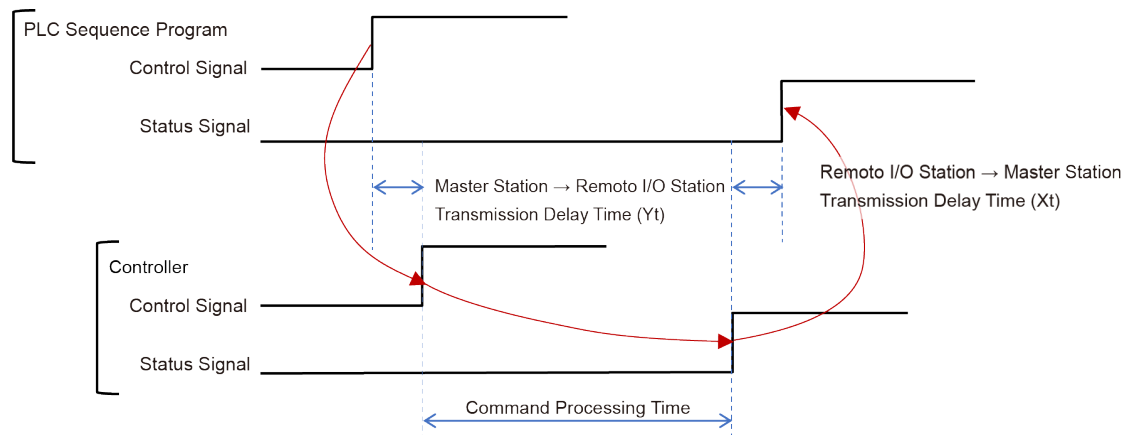 PLC Sequence Program
Control Signal
Status Signal
Master Station → Remoto I/O Station
Transmission Delay Time (Yt)
Remoto I/O Station → Master Station
Transmission Delay Time (Xt)
Controller
Control Signal
Status Signal
Command Processing Time